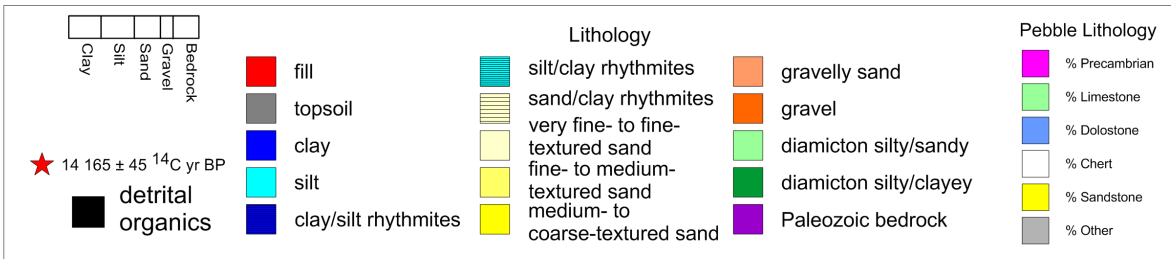 Clay
Silt
Sand
Gravel
Bedrock
14 165 ± 45 ¹⁴C yr BP
detrital
organics
Lithology
fill
topsoil
clay
silt
clay/silt rhythmites
silt/clay rhythmites
sand/clay rhythmites
very fine- to fine-
textured sand
fine- to medium-
textured sand
medium- to
coarse-textured sand
gravelly sand
gravel
diamicton silty/sandy
diamicton silty/clayey
Paleozoic bedrock
Pebble Lithology
% Precambrian
% Limestone
% Dolostone
% Chert
% Sandstone
% Other